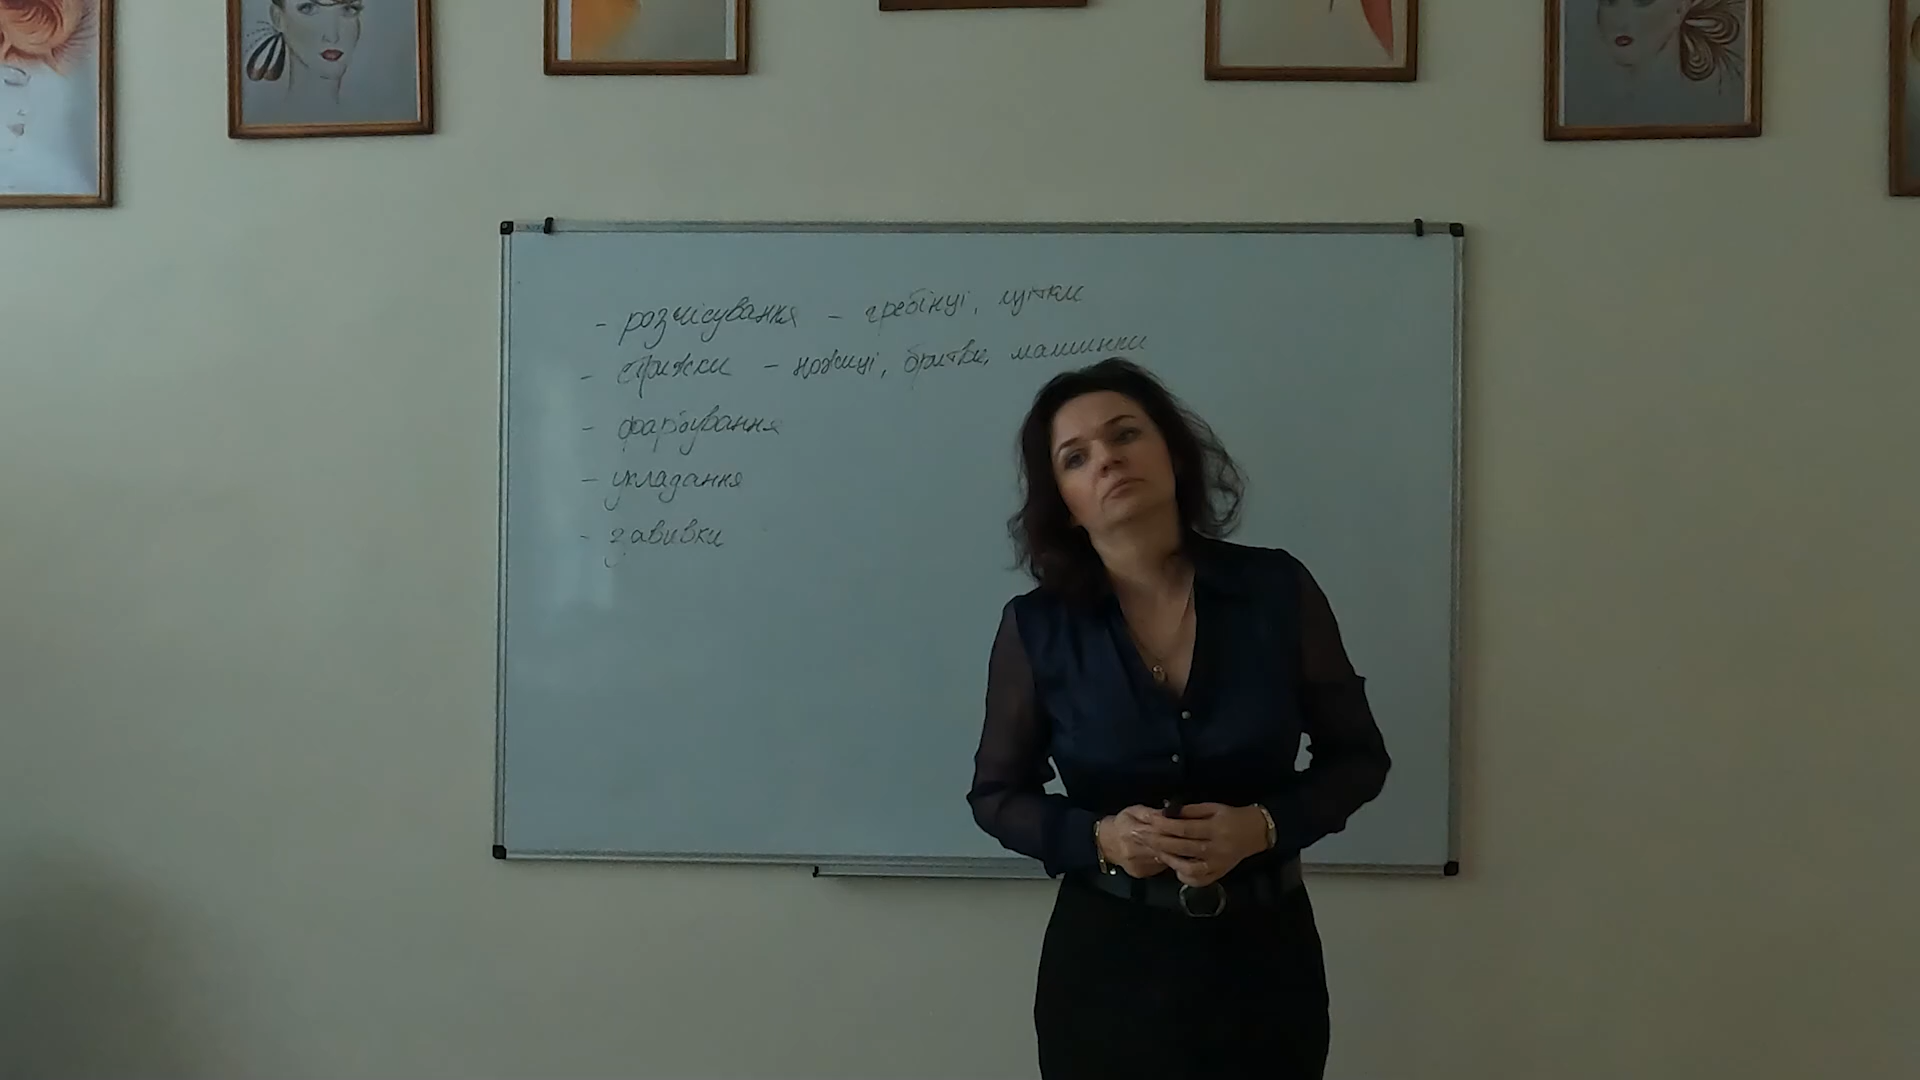 - розчісування - гребінці, щітки
- стрижки - ножиці, бритви, машинки
- фарбування
- укладання
- завивки